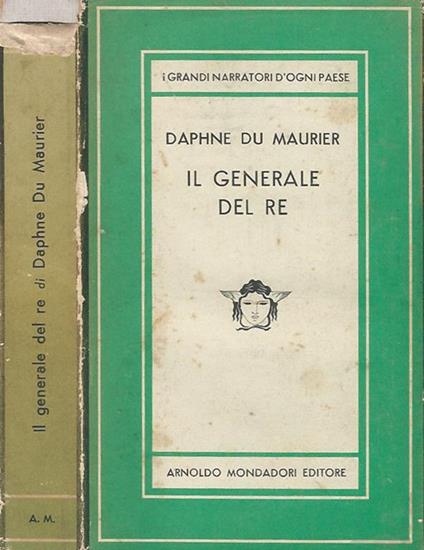 Il generale del re di Daphne Du Maurier
A. M.
I GRANDI NARRATORI D'OGNI PAESE
DAPHNE DU MAURIER
IL GENERALE
DEL RE
ARNOLDO MONDADORI EDITORE